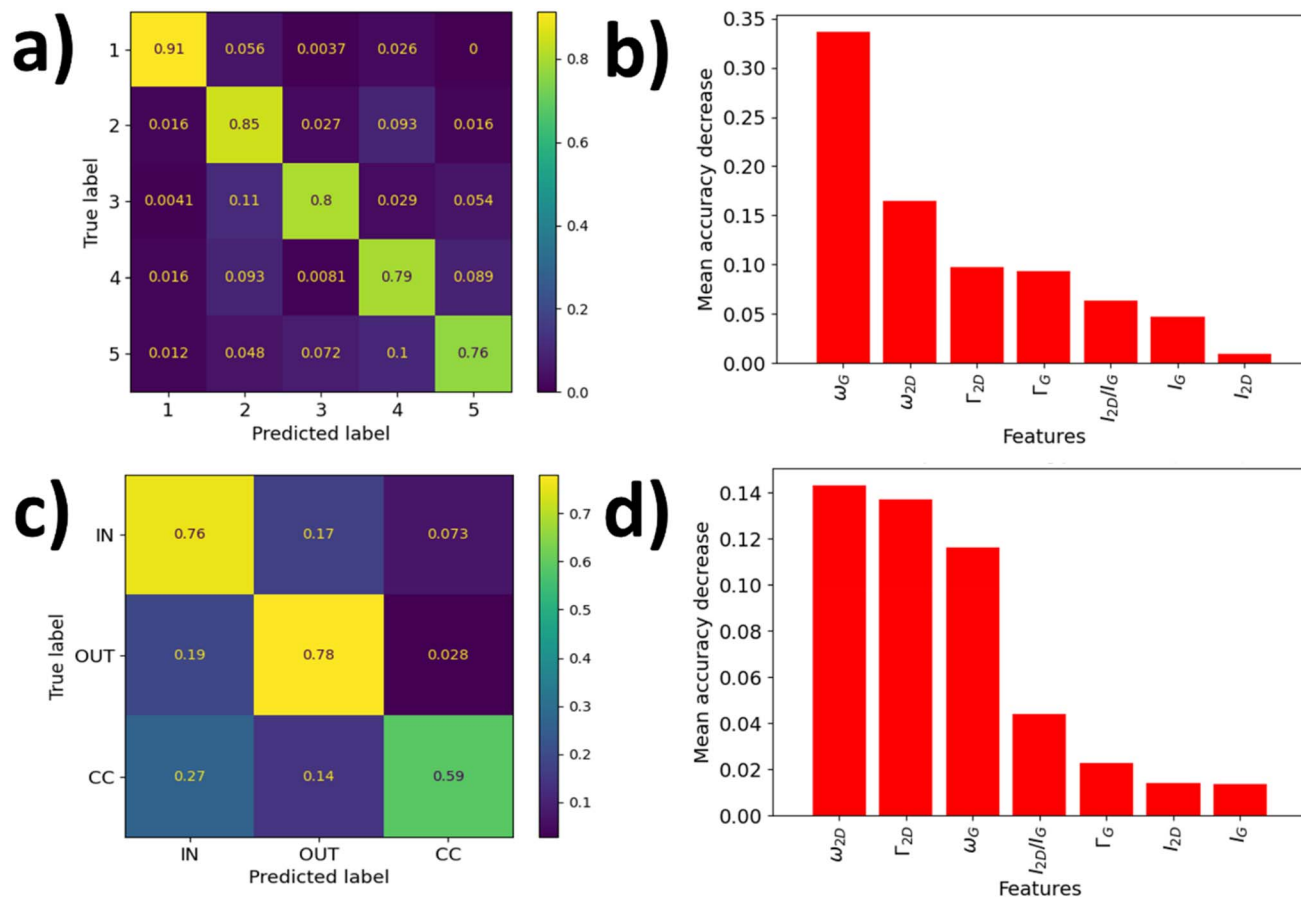 a)
True label
1 0.91 0.056 0.0037 0.026 0
2 0.016 0.85 0.027 0.093 0.016
3 0.0041 0.11 0.8 0.029 0.054
4 0.016 0.093 0.0081 0.79 0.089
5 0.012 0.048 0.072 0.1 0.76
1 2 3 4 5
Predicted label
0.8
0.6
0.4
0.2
0.0
b)
Mean accuracy decrease
0.35
0.30
0.25
0.20
0.15
0.10
0.05
0.00
ω_G ω_2D Γ_2D Γ_G I_2D/I_G I_G I_2D
Features
c)
True label
IN 0.76 0.17 0.073
OUT 0.19 0.78 0.028
CC 0.27 0.14 0.59
IN OUT CC
Predicted label
0.7
0.6
0.5
0.4
0.3
0.2
0.1
d)
Mean accuracy decrease
0.14
0.12
0.10
0.08
0.06
0.04
0.02
0.00
ω_2D Γ_2D ω_G I_2D/I_G Γ_G I_2D I_G
Features